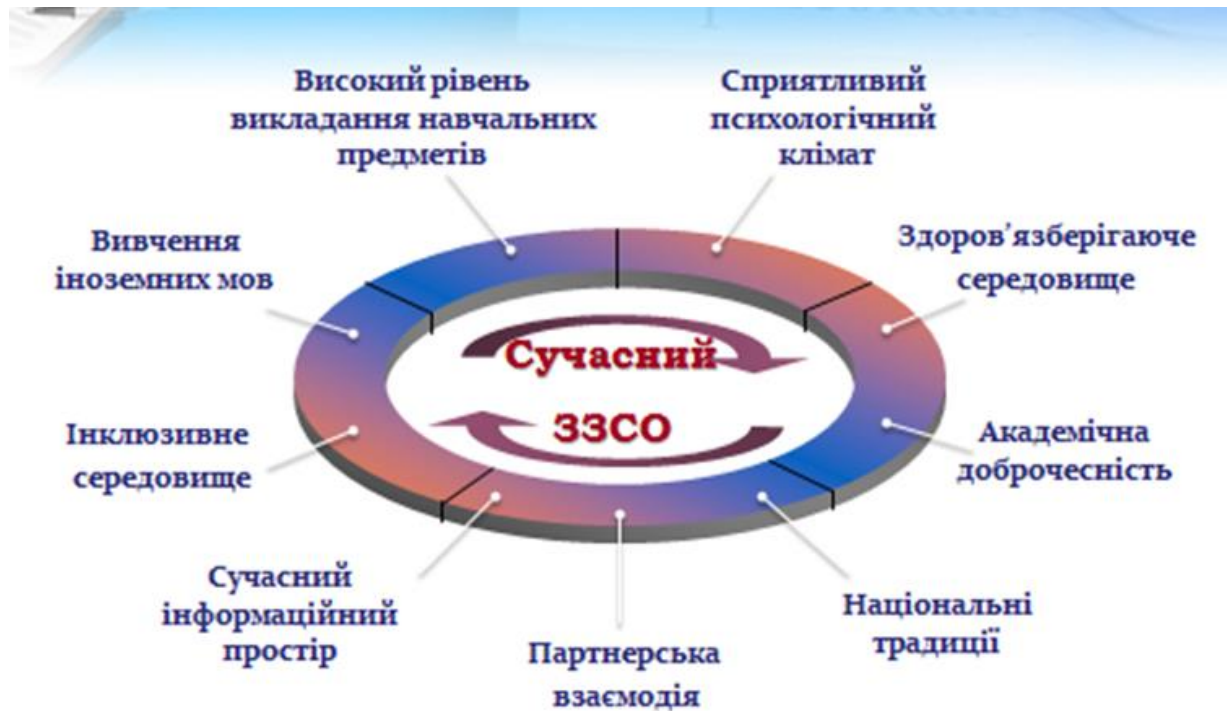 Високий рівень
викладання навчальних
предметів
Сприятливий
психологічний
клімат
Вивчення
іноземних мов
Здоров’язберігаюче
середовище
Сучасний
ЗЗСО
Інклюзивне
середовище
Академічна
доброчесність
Сучасний
інформаційний
простір
Партнерська
взаємодія
Національні
традиції